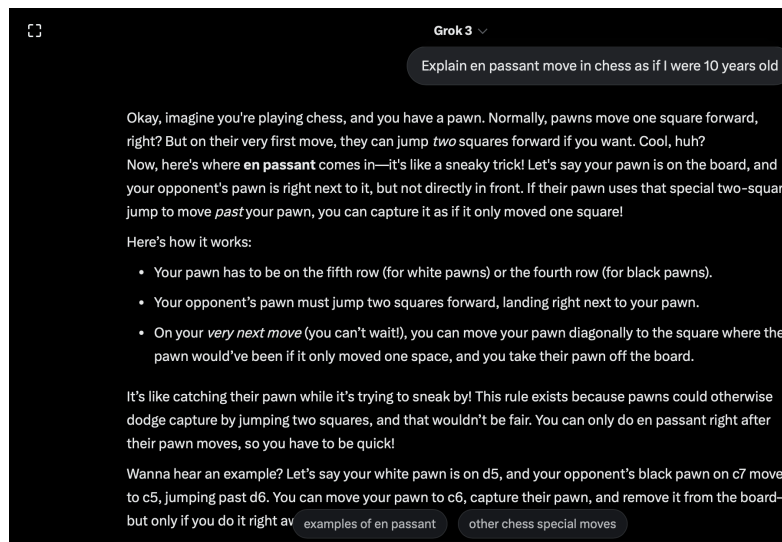 Grok 3
Explain en passant move in chess as if I were 10 years old
Okay, imagine you're playing chess, and you have a pawn. Normally, pawns move one square forward,
right? But on their very first move, they can jump two squares forward if you want. Cool, huh?
Now, here's where en passant comes in—it's like a sneaky trick! Let's say your pawn is on the board, and
your opponent's pawn is right next to it, but not directly in front. If their pawn uses that special two-squar
jump to move past your pawn, you can capture it as if it only moved one square!
Here's how it works:
• Your pawn has to be on the fifth row (for white pawns) or the fourth row (for black pawns).
• Your opponent's pawn must jump two squares forward, landing right next to your pawn.
• On your very next move (you can't wait!), you can move your pawn diagonally to the square where the
pawn would've been if it only moved one space, and you take their pawn off the board.
It's like catching their pawn while it's trying to sneak by! This rule exists because pawns could otherwise
dodge capture by jumping two squares, and that wouldn't be fair. You can only do en passant right after
their pawn moves, so you have to be quick!
Wanna hear an example? Let's say your white pawn is on d5, and your opponent's black pawn on c7 move
to c5, jumping past d6. You can move your pawn to c6, capture their pawn, and remove it from the board—
but only if you do it right aw
examples of en passant
other chess special moves